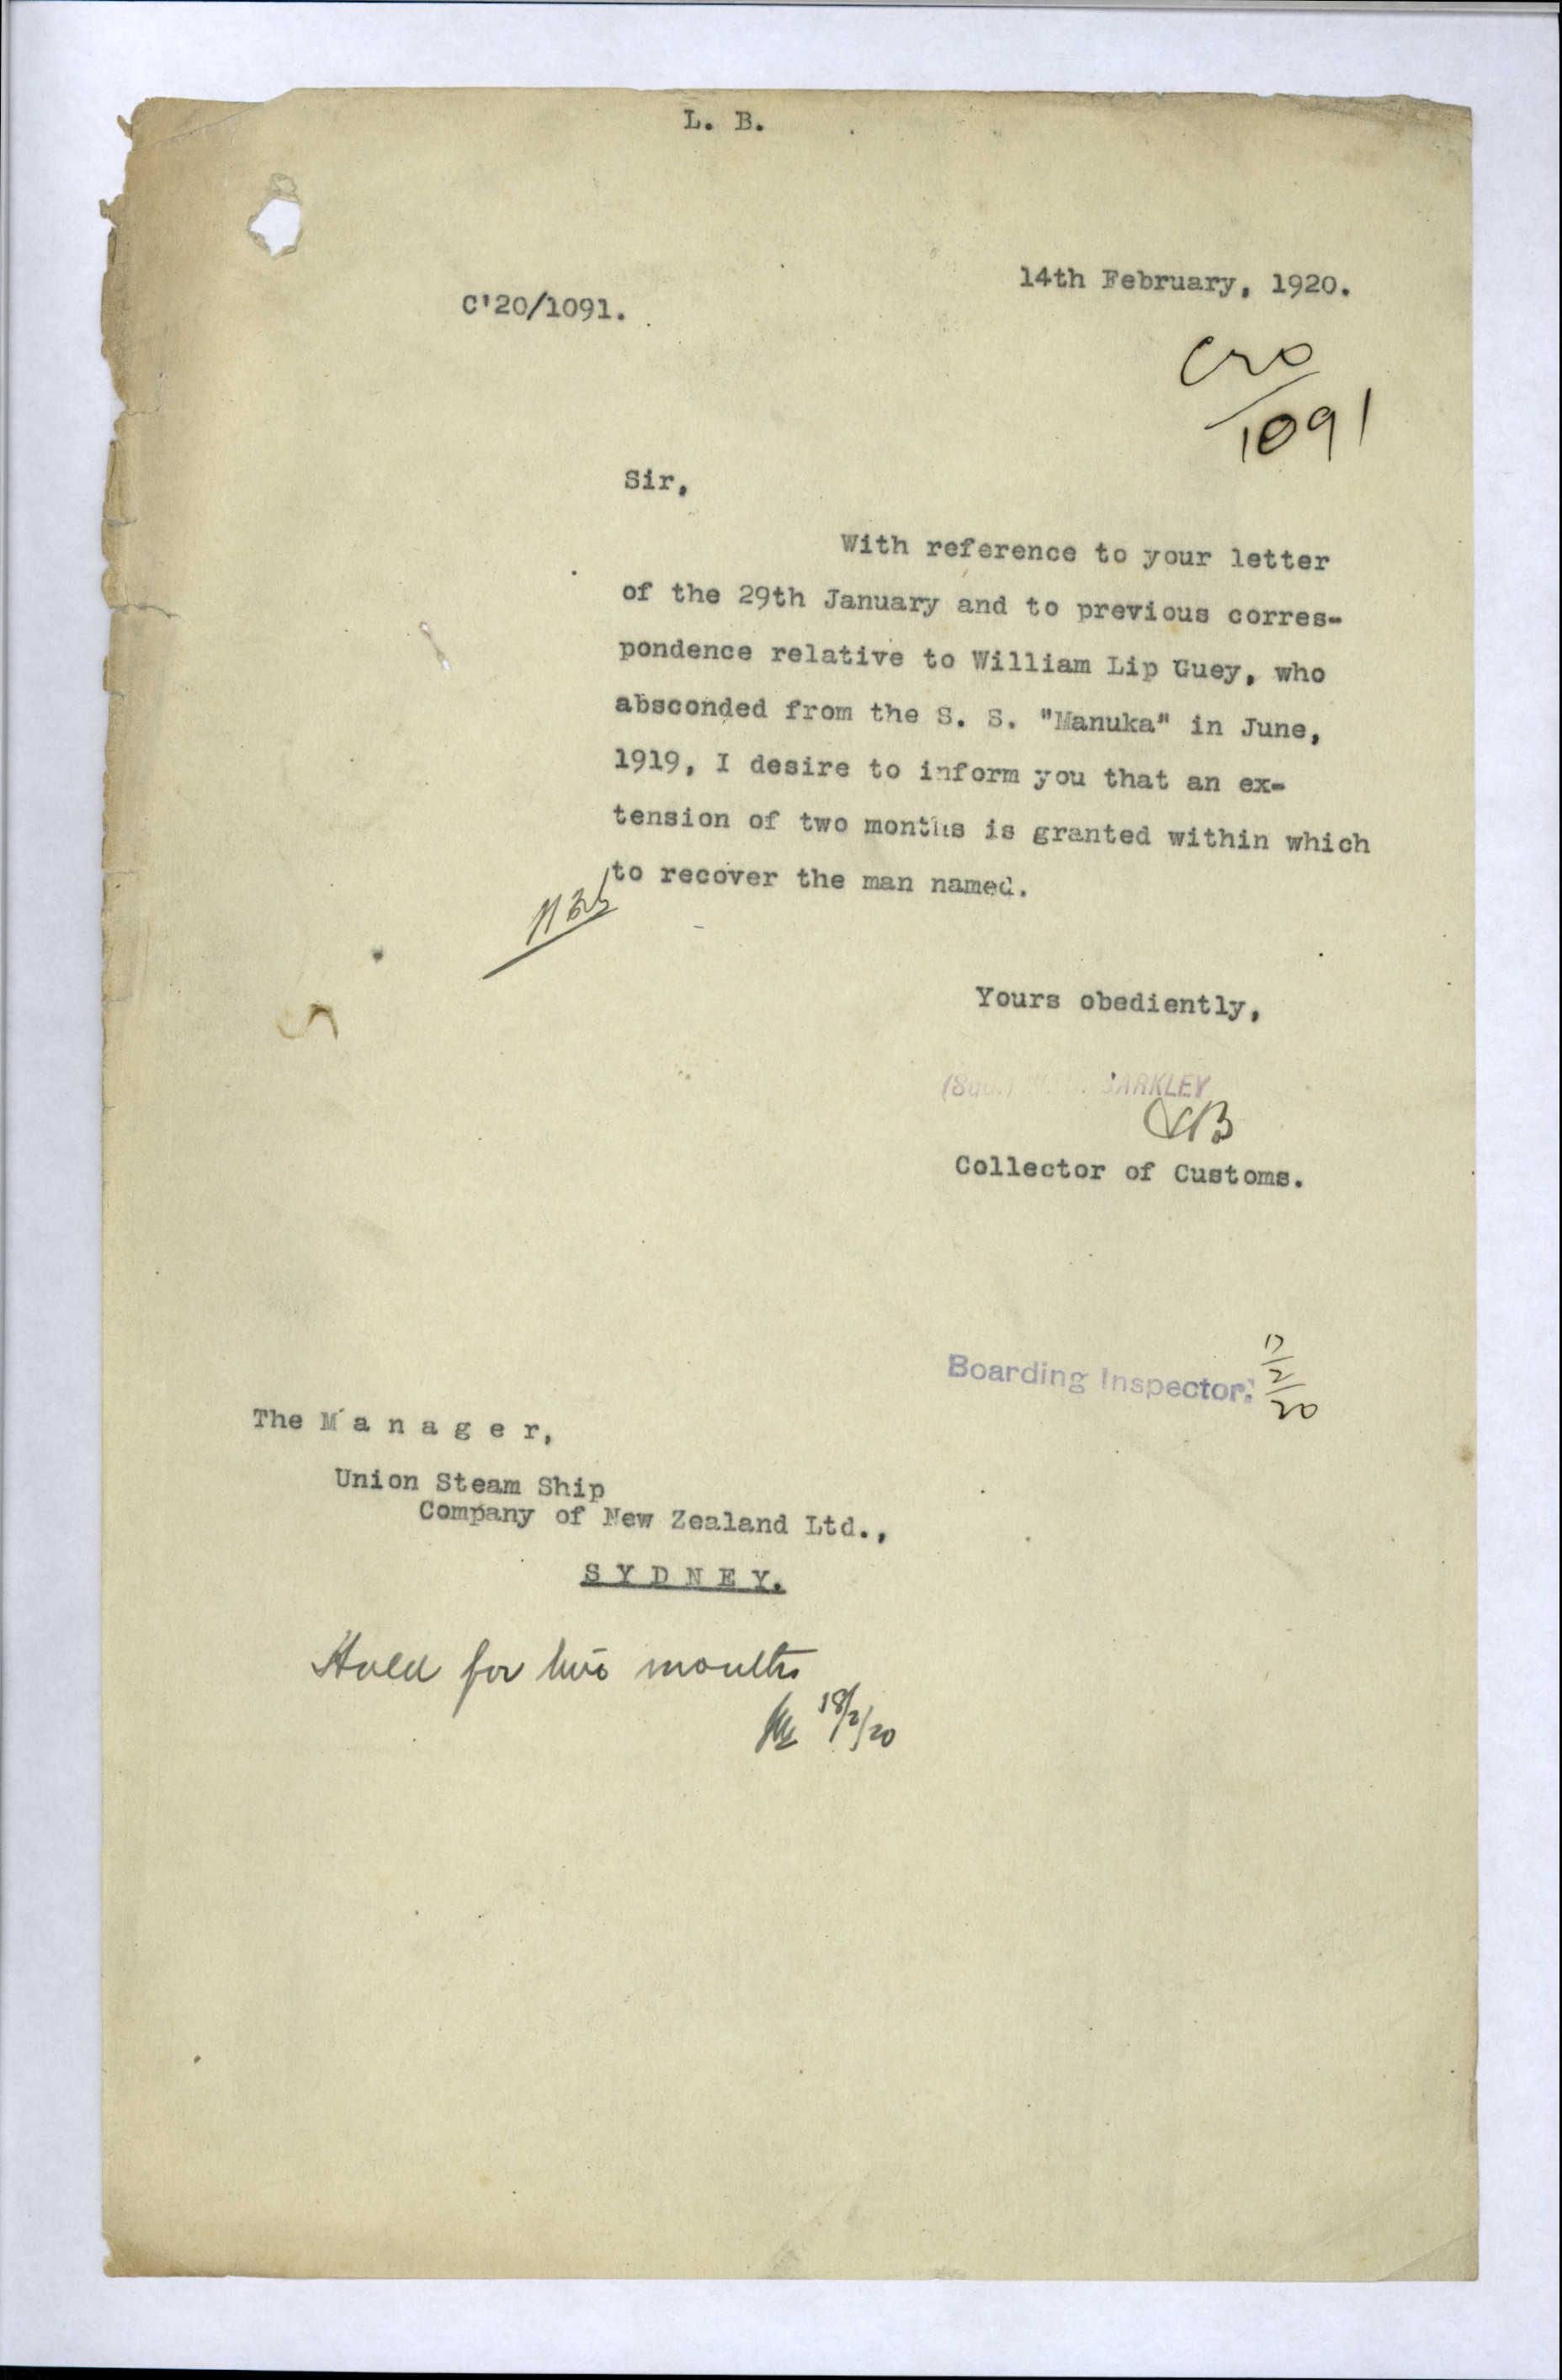 L. B.
14th February, 1920.
C'20/1091.
C20
/1091
Sir,
With reference to your letter
of the 29th January and to previous corres-
pondence relative to William Lip Guey, who
absconded from the S. S. "Manuka" in June,
1919, I desire to inform you that an ex-
tension of two months is granted within which
to recover the man named.
Yours obediently,
(Sgd.) BARKLEY
Collector of Customs.
Boarding Inspector.
17/2/20
The Manager,
Union Steam Ship
Company of New Zealand Ltd.,
SYDNEY.
Held for two months
18/2/20